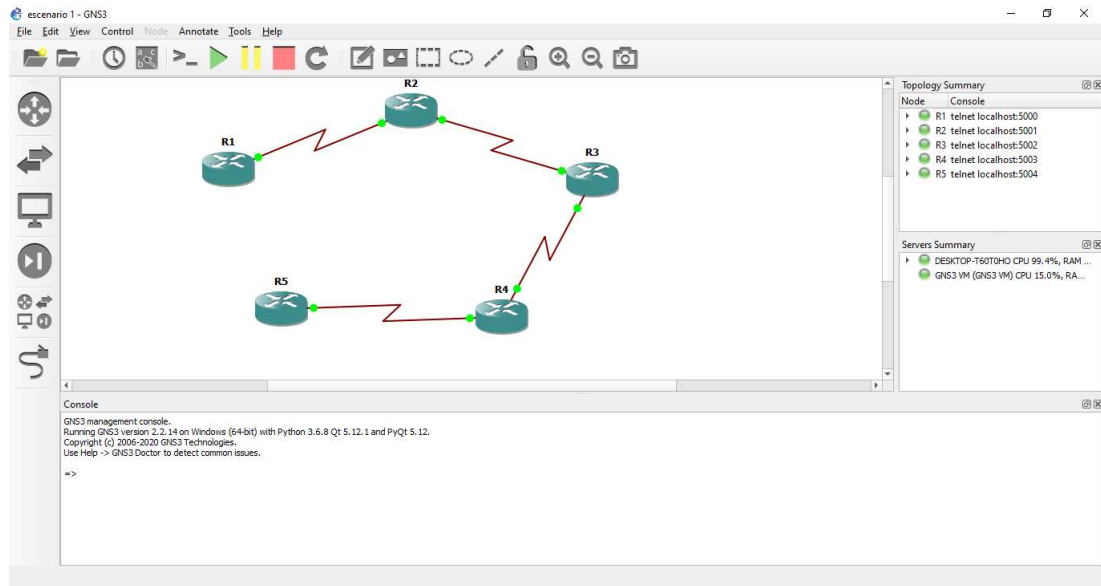 escenario 1 - GNS3
File Edit View Control Node Annotate Tools Help
R2
R1
R3
R5
R4
Topology Summary
Node Console
R1 telnet localhost:5000
R2 telnet localhost:5001
R3 telnet localhost:5002
R4 telnet localhost:5003
R5 telnet localhost:5004
Servers Summary
DESKTOP-T60T0HO CPU 99.4%, RAM ...
GNS3 VM (GNS3 VM) CPU 15.0%, RA...
Console
GNS3 management console.
Running GNS3 version 2.2.14 on Windows (64-bit) with Python 3.6.8 Qt 5.12.1 and PyQt 5.12.
Copyright (c) 2006-2020 GNS3 Technologies.
Use Help -> GNS3 Doctor to detect common issues.
=>